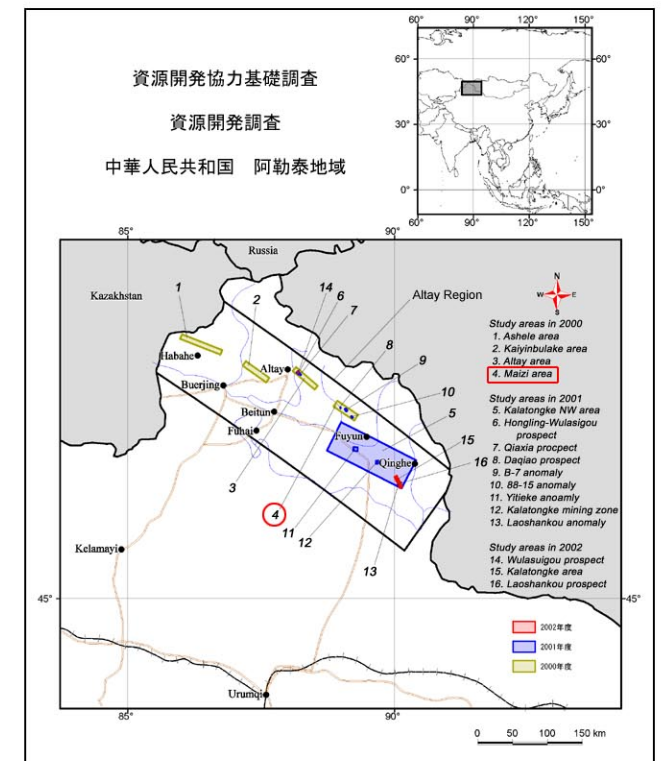 資源開発協力基礎調査
資源開発調査
中華人民共和国 阿勒泰地域
60° 90° 120° 150°
60° 60°
30° 30°
0° 0°
60° 90° 120° 150°
85° 90°
Russia
Kazakhstan
1
2
14
6
7
Altay Region
8
9
10
5
15
16
Habahe
Altay
Buerjing
Beitun
Fuhai
Fuyun
Qinghe
3
4
11
12
13
Kelamayi
45° 45°
Urumqi
85° 90°
N
W E
S
Study areas in 2000
1. Ashele area
2. Kaiyinbulake area
3. Altay area
4. Maizi area
Study areas in 2001
5. Kalatongke NW area
6. Hongling-Wulasigou
prospect
7. Qiaxia procpect
8. Daqiao prospect
9. B-7 anomaly
10. 88-15 anomaly
11. Yitieke anoamly
12. Kalatongke mining zone
13. Laoshankou anomaly
Study areas in 2002
14. Wulasuigou prospect
15. Kalatongke area
16. Laoshankou prospect
2002年度
2001年度
2000年度
0 50 100 150 km